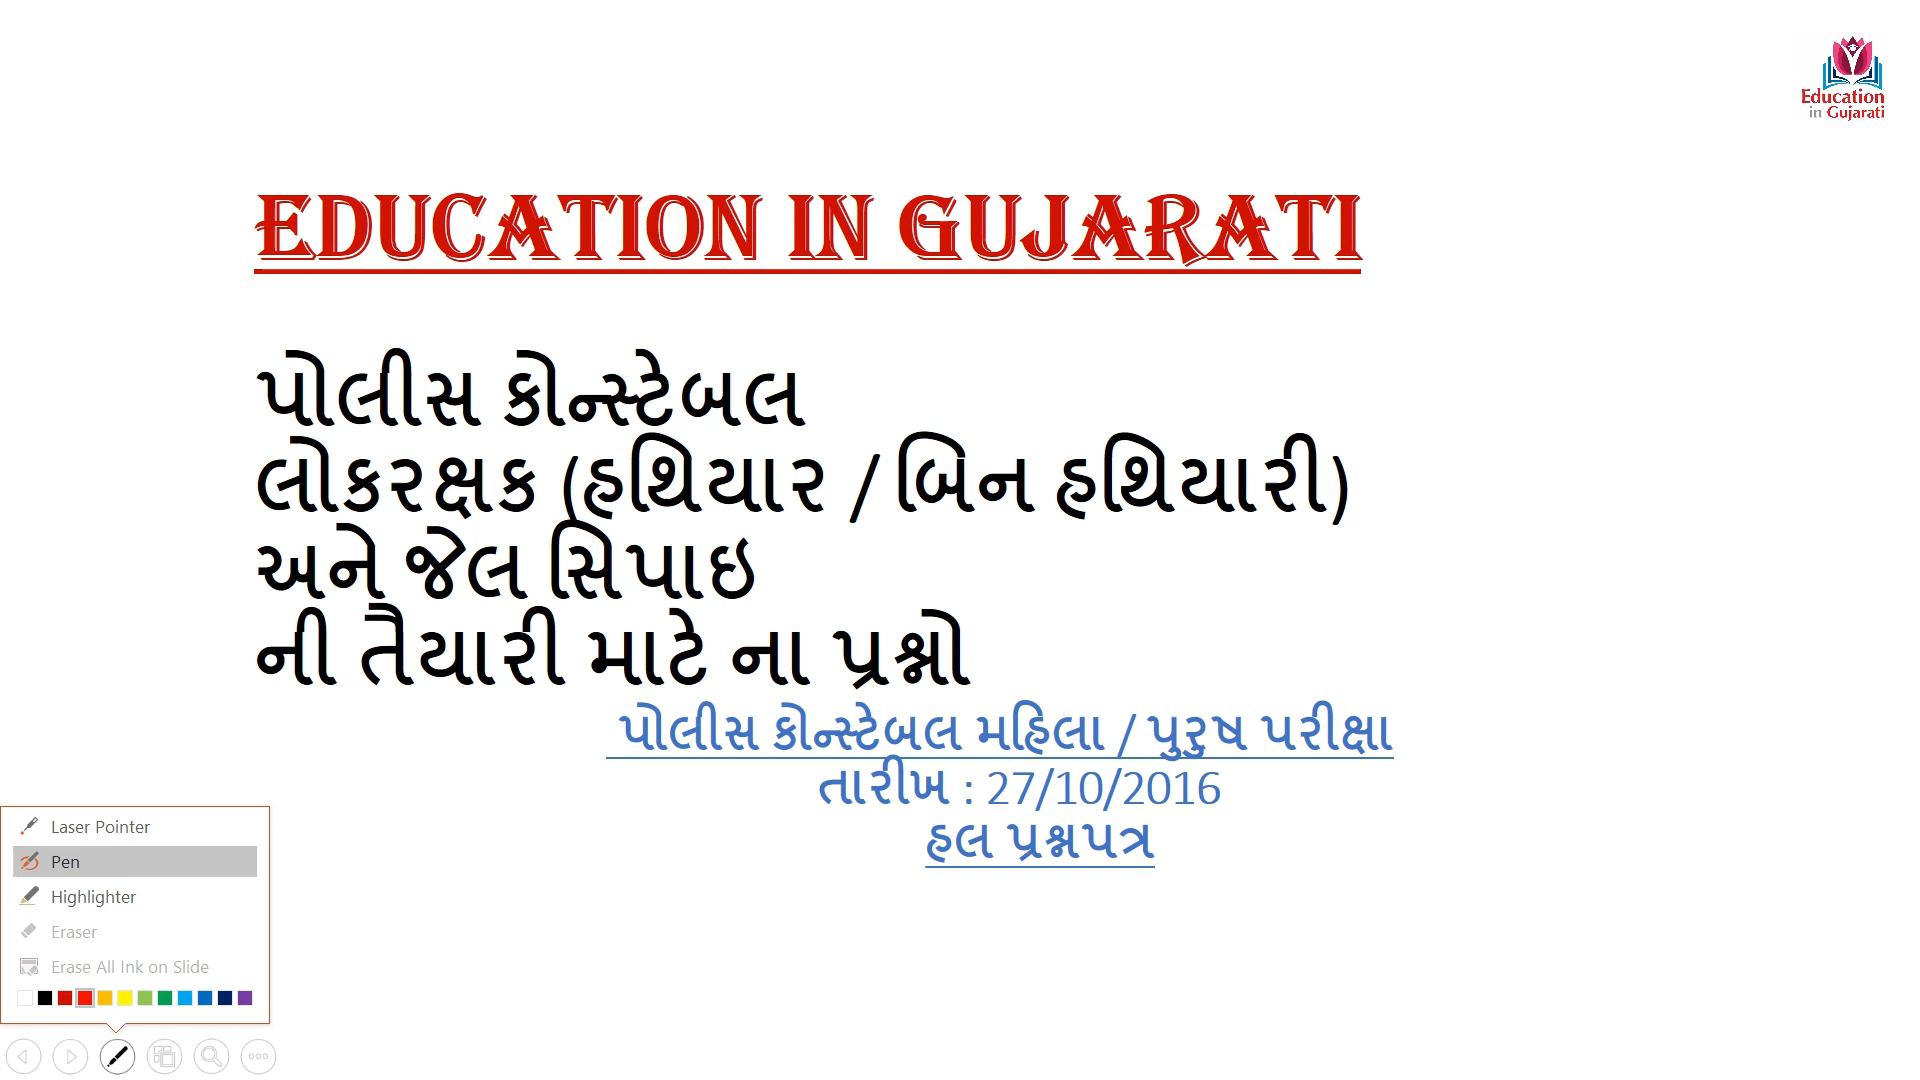 Education
in Gujarati
EDUCATION IN GUJARATI
પોલીસ કોન્સ્ટેબલ
લોકરક્ષક (હથિયાર / બિન હથિયારી)
અને જેલ સિપાઇ
ની તૈયારી માટે ના પ્રશ્નો
પોલીસ કોન્સ્ટેબલ મહિલા / પુરુષ પરીક્ષા
તારીખ : 27/10/2016
હલ પ્રશ્નપત્ર
Laser Pointer
Pen
Highlighter
Eraser
Erase All Ink on Slide